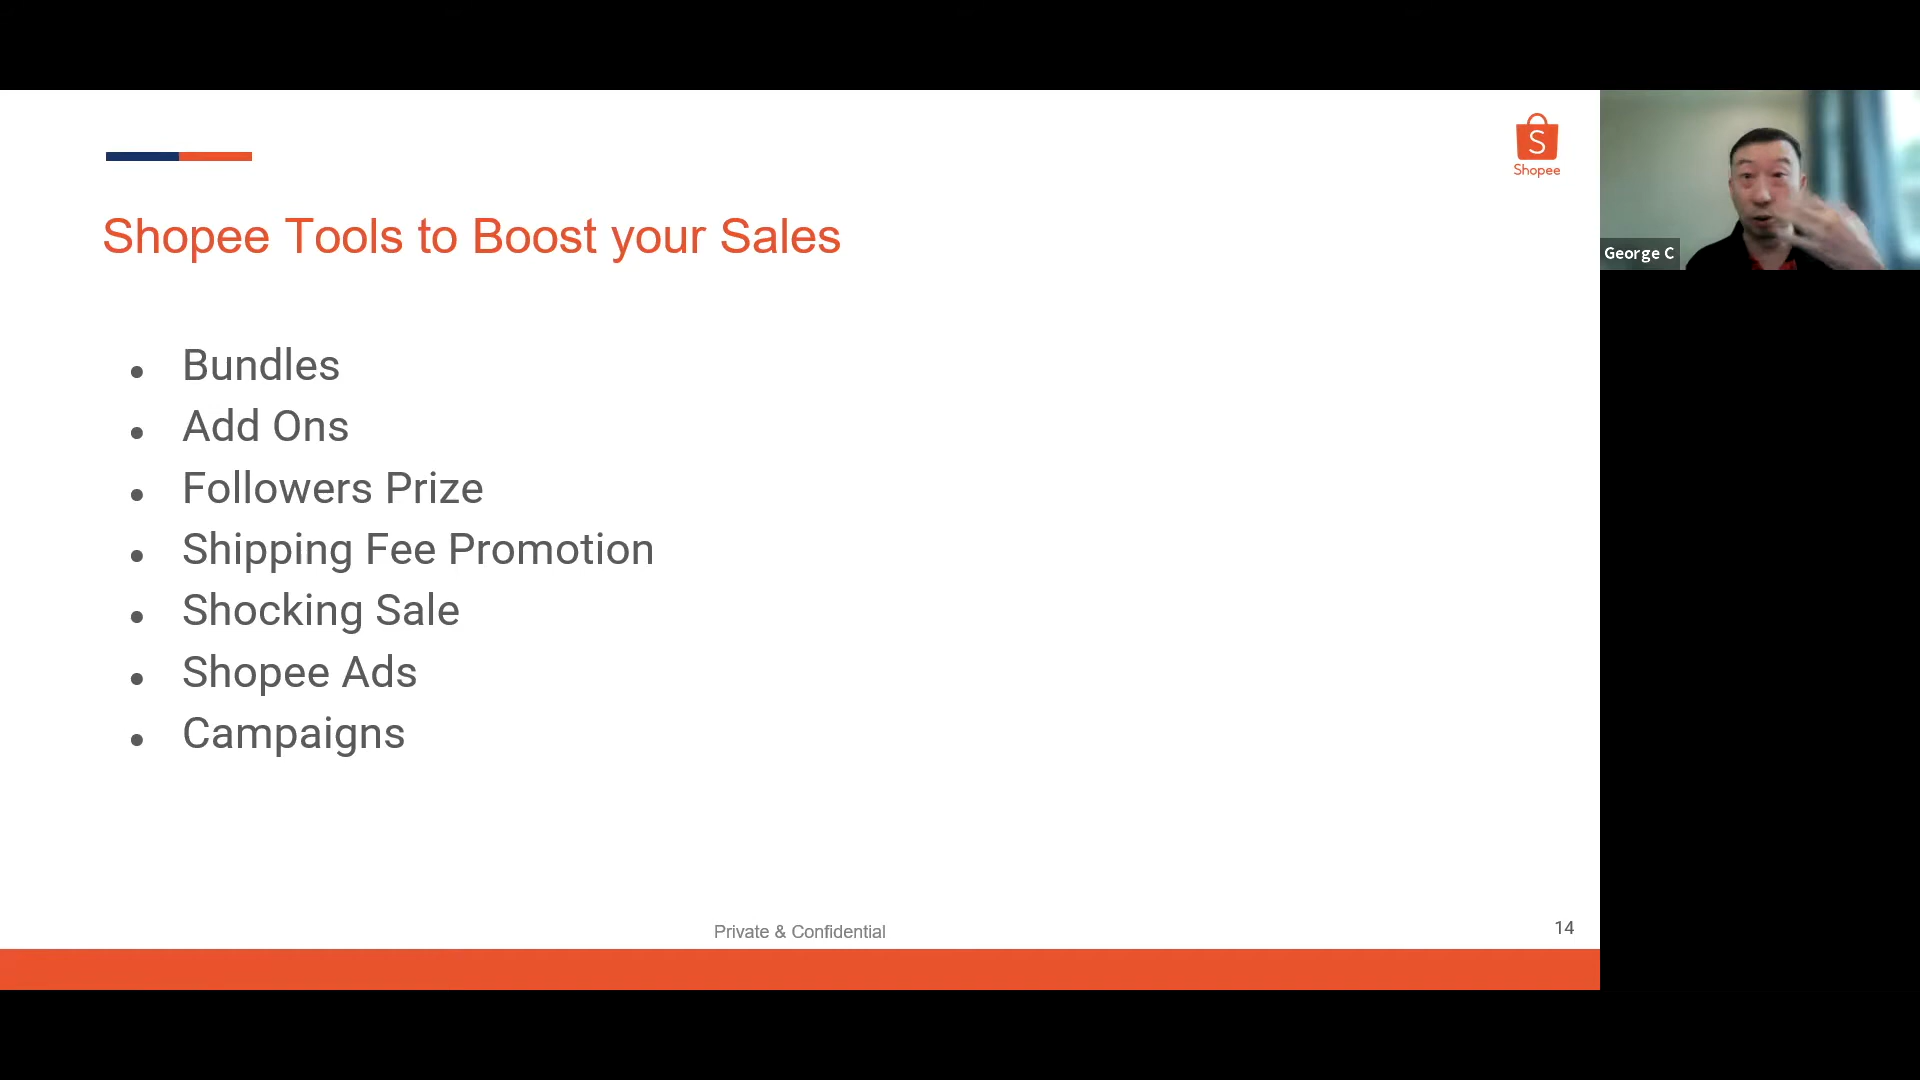 S
Shopee
George C
Shopee Tools to Boost your Sales
• Bundles
• Add Ons
• Followers Prize
• Shipping Fee Promotion
• Shocking Sale
• Shopee Ads
• Campaigns
Private & Confidential
14